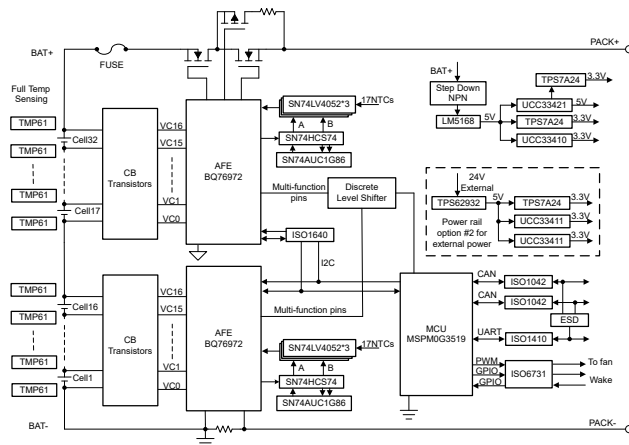 BAT+
FUSE
PACK+
Full Temp
Sensing
TMP61
Cell32
TMP61
TMP61
Cell17
TMP61
CB
Transistors
VC16
VC15
VC1
VC0
AFE
BQ76972
SN74LV4052*3
17NTCs
A
B
SN74HCS74
SN74AUC1G86
Multi-function
pins
Discrete
Level Shifter
ISO1640
I2C
BAT+
Step Down
NPN
LM5168
5V
UCC33421
5V
TPS7A24
3.3V
TPS7A24
3.3V
UCC33410
3.3V
24V
External
TPS62932
5V
TPS7A24
3.3V
UCC33411
3.3V
UCC33411
3.3V
Power rail
option #2 for
external power
TMP61
Cell16
TMP61
TMP61
Cell1
TMP61
CB
Transistors
VC16
VC15
VC1
VC0
AFE
BQ76972
Multi-function pins
SN74LV4052*3
17NTCs
A
B
SN74HCS74
SN74AUC1G86
MCU
MSPM0G3519
CAN
ISO1042
CAN
ISO1042
ESD
UART
ISO1410
PWM
GPIO
GPIO
ISO6731
To fan
Wake
BAT-
PACK-